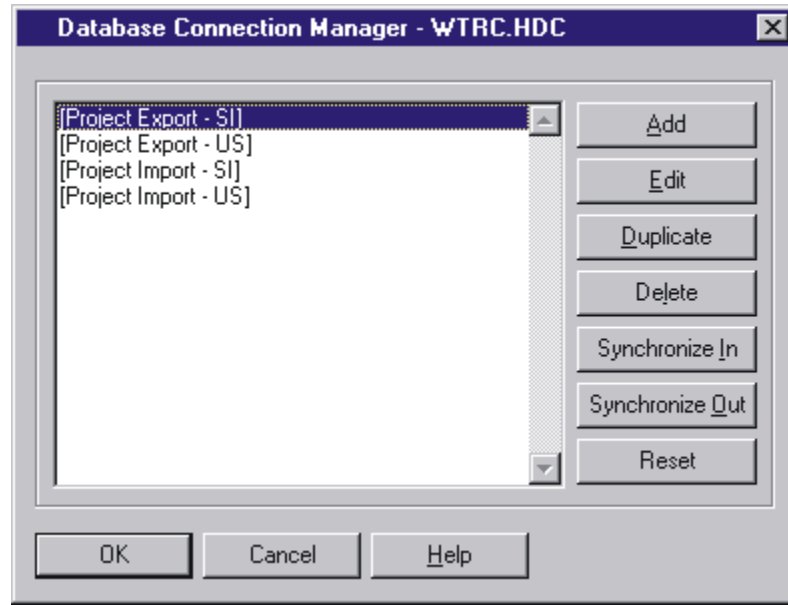 Database Connection Manager - WTRC.HDC
[Project Export - SI]
[Project Export - US]
[Project Import - SI]
[Project Import - US]
Add
Edit
Duplicate
Delete
Synchronize In
Synchronize Out
Reset
OK
Cancel
Help